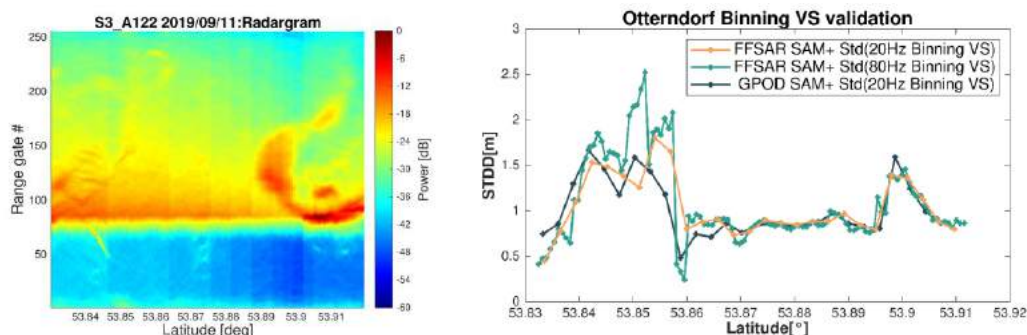 S3_A122 2019/09/11:Radargram
250
200
150
100
50
Range gate #
53.84 53.85 53.86 53.87 53.88 53.89 53.9 53.91
Latitude [deg]
0
-6
-12
-18
-24
-29
-36
-42
-48
-54
-60
Power [dB]
Otterndorf Binning VS validation
FFSAR SAM+ Std(20Hz Binning VS)
FFSAR SAM+ Std(80Hz Binning VS)
GPOD SAM+ Std(20Hz Binning VS)
3
2.5
2
1.5
1
0.5
0
STDD[m]
53.83 53.84 53.85 53.86 53.87 53.88 53.89 53.9 53.91 53.92
Latitude[°]